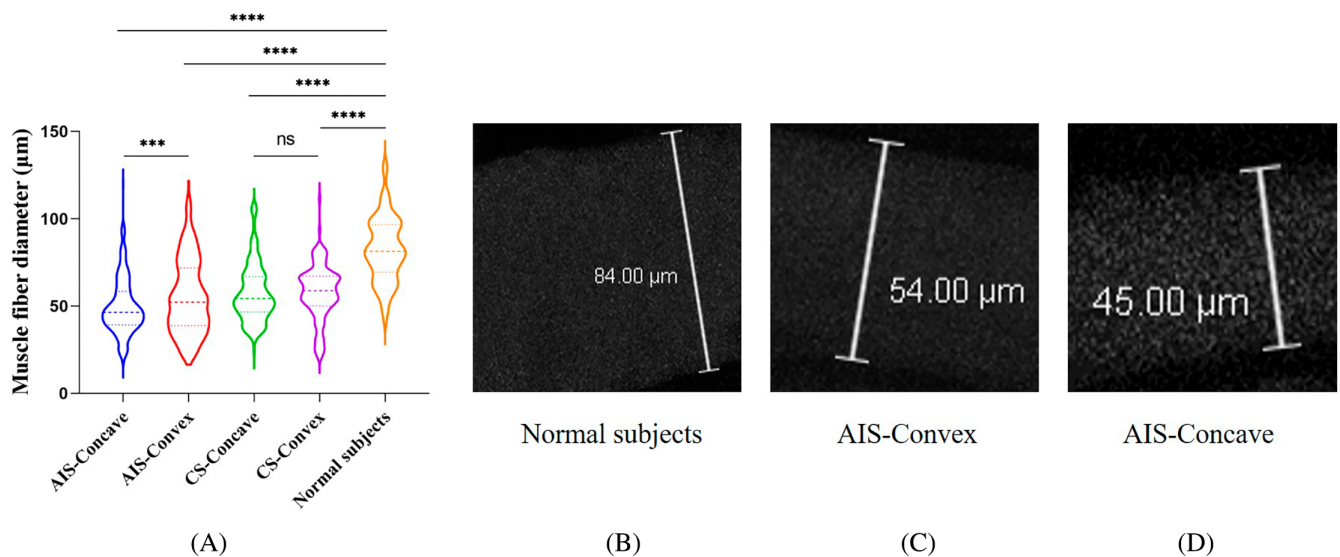 ****
****
****
****
***
ns
Muscle fiber diameter (µm)
150
100
50
0
AIS-Concave
AIS-Convex
CS-Concave
CS-Convex
Normal subjects
(A)
84.00 µm
Normal subjects
(B)
54.00 µm
AIS-Convex
(C)
45.00 µm
AIS-Concave
(D)